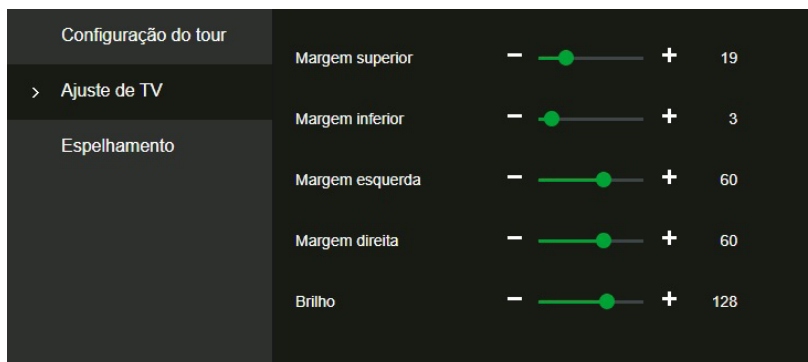 Configuração do tour
Ajuste de TV
Espelhamento
Margem superior 19
Margem inferior 3
Margem esquerda 60
Margem direita 60
Brilho 128